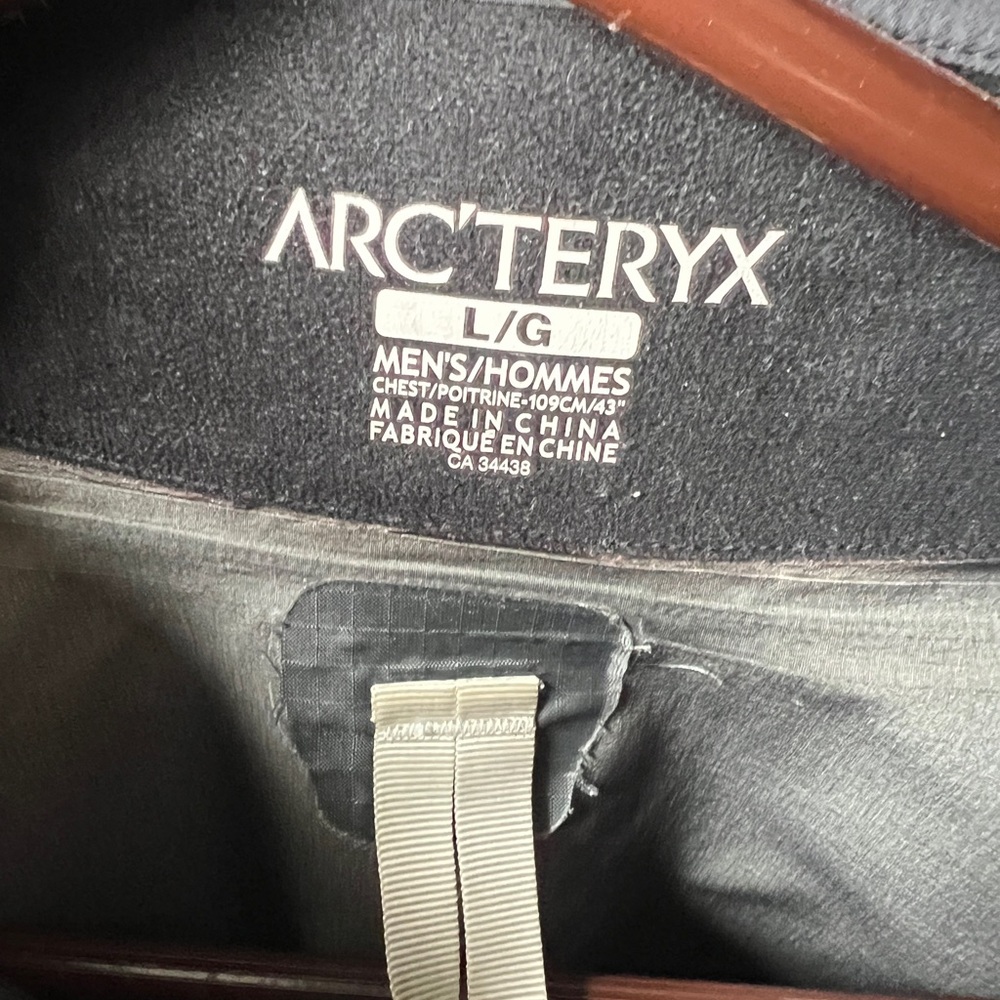 ARC'TERYX
L/G
MEN'S/HOMMES
CHEST/POITRINE-109CM/43"
MADE IN CHINA
FABRIQUÉ EN CHINE
CA 34438